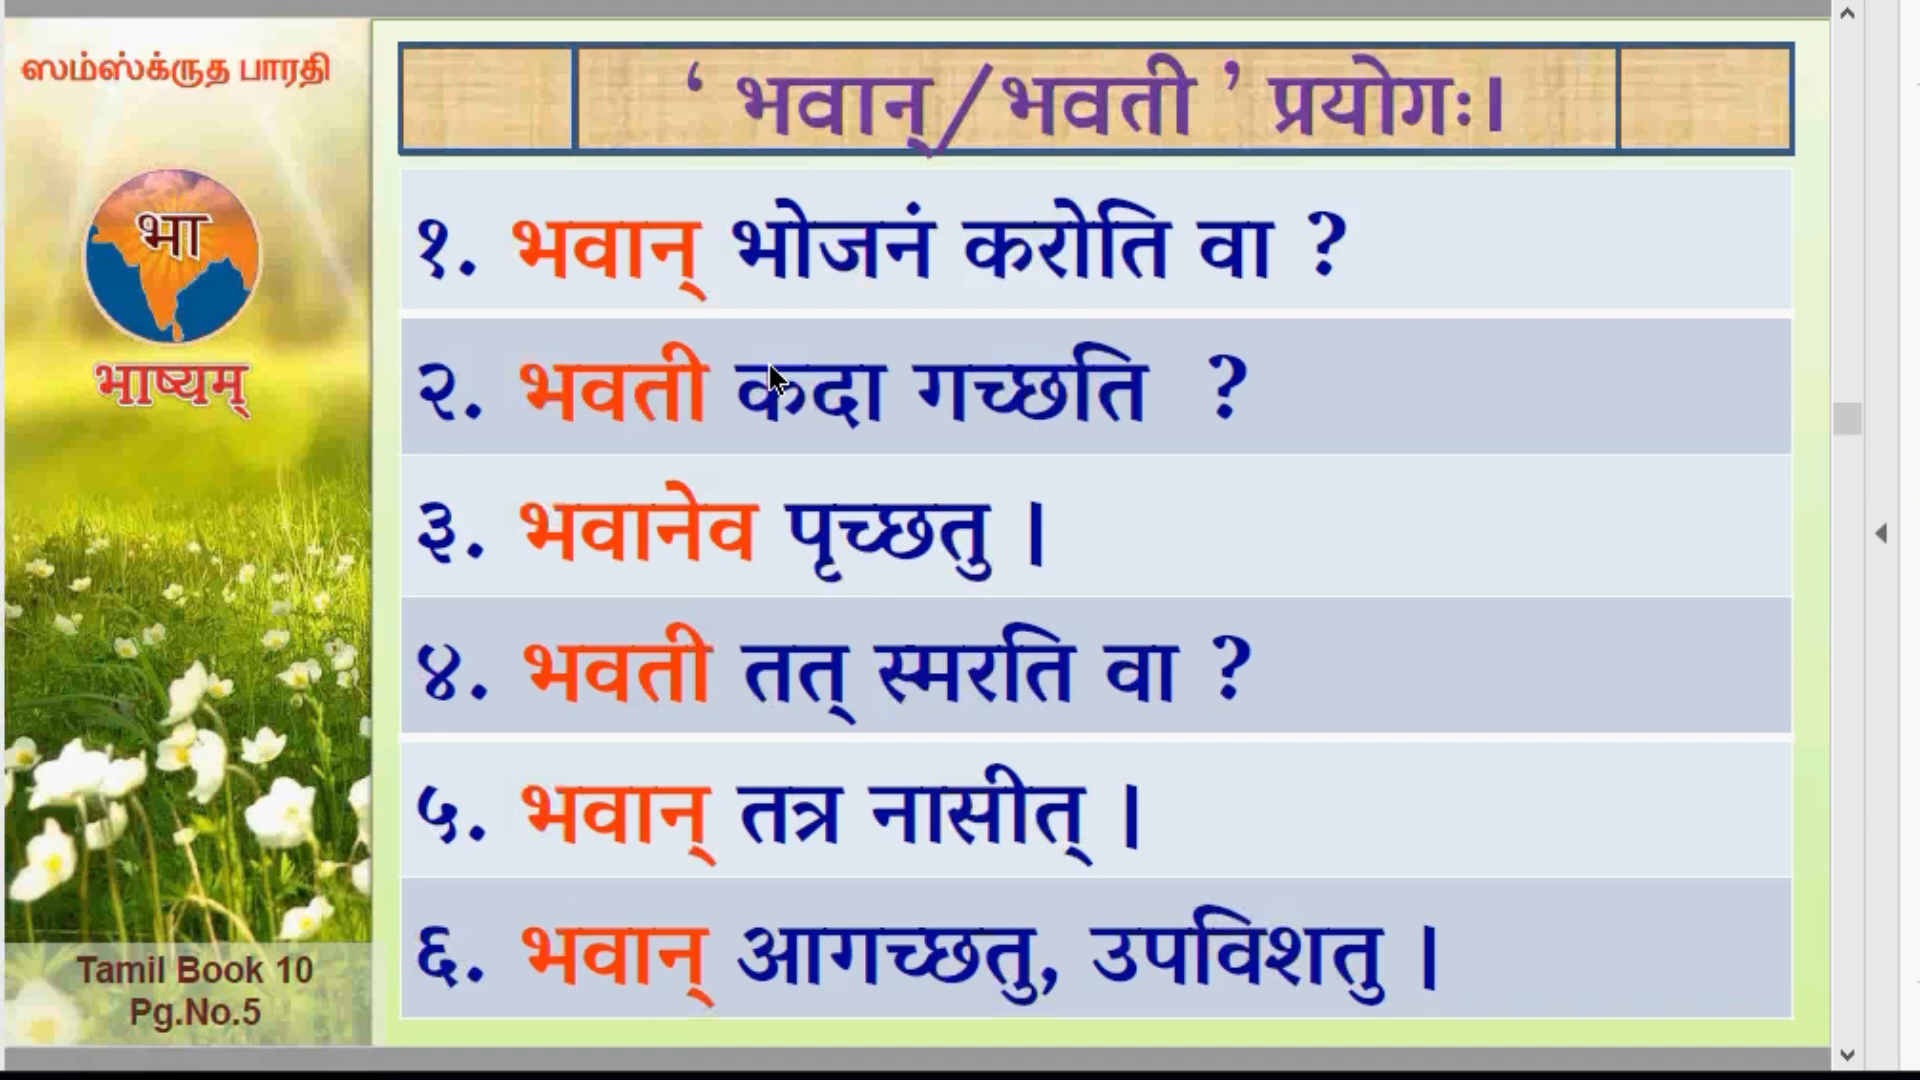 ஸம்ஸ்க்ருத பாரதி
भा
भाष्यम्
Tamil Book 10
Pg.No.5
‘ भवान्/भवती ’ प्रयोगः।
१. भवान् भोजनं करोति वा ?
२. भवती कदा गच्छति ?
३. भवानेव पृच्छतु ।
४. भवती तत् स्मरति वा ?
५. भवान् तत्र नासीत् ।
६. भवान् आगच्छतु, उपविशतु ।